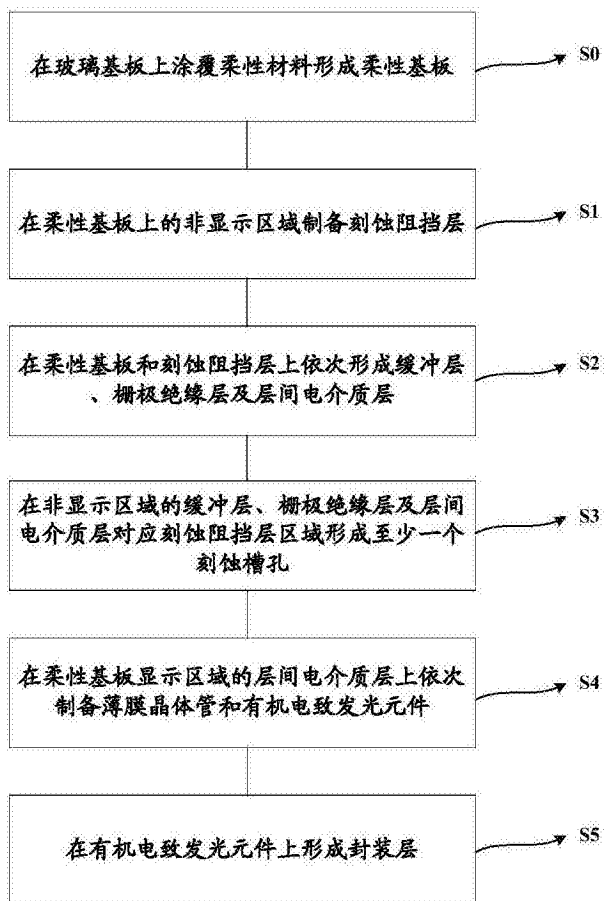 在玻璃基板上涂覆柔性材料形成柔性基板
S0
在柔性基板上的非显示区域制备刻蚀阻挡层
S1
在柔性基板和刻蚀阻挡层上依次形成缓冲层
、栅极绝缘层及层间电介质层
S2
在非显示区域的缓冲层、栅极绝缘层及层间
电介质层对应刻蚀阻挡层区域形成至少一个
刻蚀槽孔
S3
在柔性基板显示区域的层间电介质层上依次
制备薄膜晶体管和有机电致发光元件
S4
在有机电致发光元件上形成封装层
S5